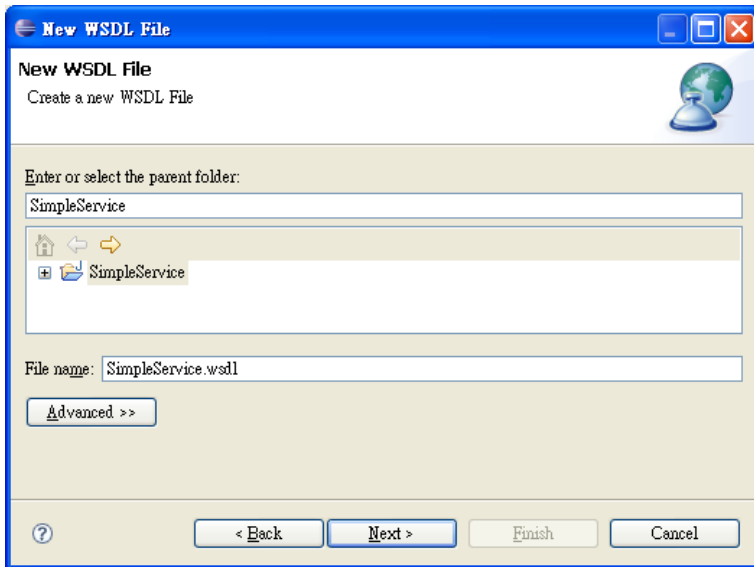 New WSDL File
New WSDL File
Create a new WSDL File
Enter or select the parent folder:
SimpleService
SimpleService
File name: SimpleService.wsdl
Advanced >>
< Back Next > Finish Cancel